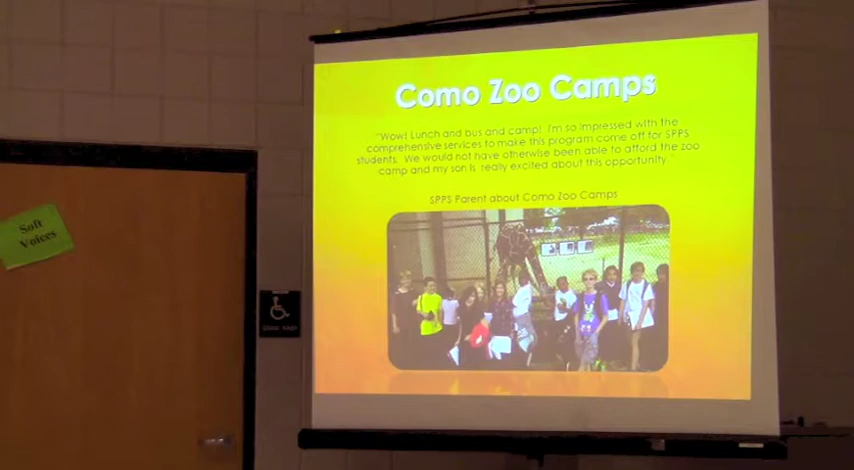 Como Zoo Camps
"Wow! Lunch and bus and camp! I'm so impressed with the
comprehensive services to make this program come off for SPPS
students. We would not have otherwise been able to afford the zoo
camp and my son is really excited about this opportunity."
SPPS Parent about Como Zoo Camps
Soft
Voices